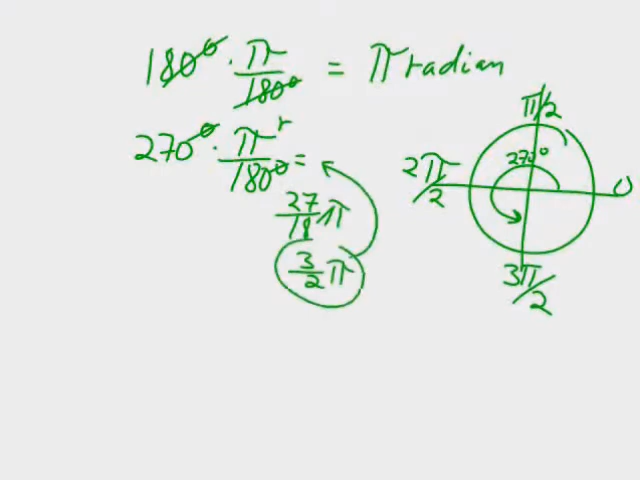 180° · π/180° = π radian
270° · π^r/180° =
27/18 π
3/2 π
π/2
270°
2π/2
0
3π/2